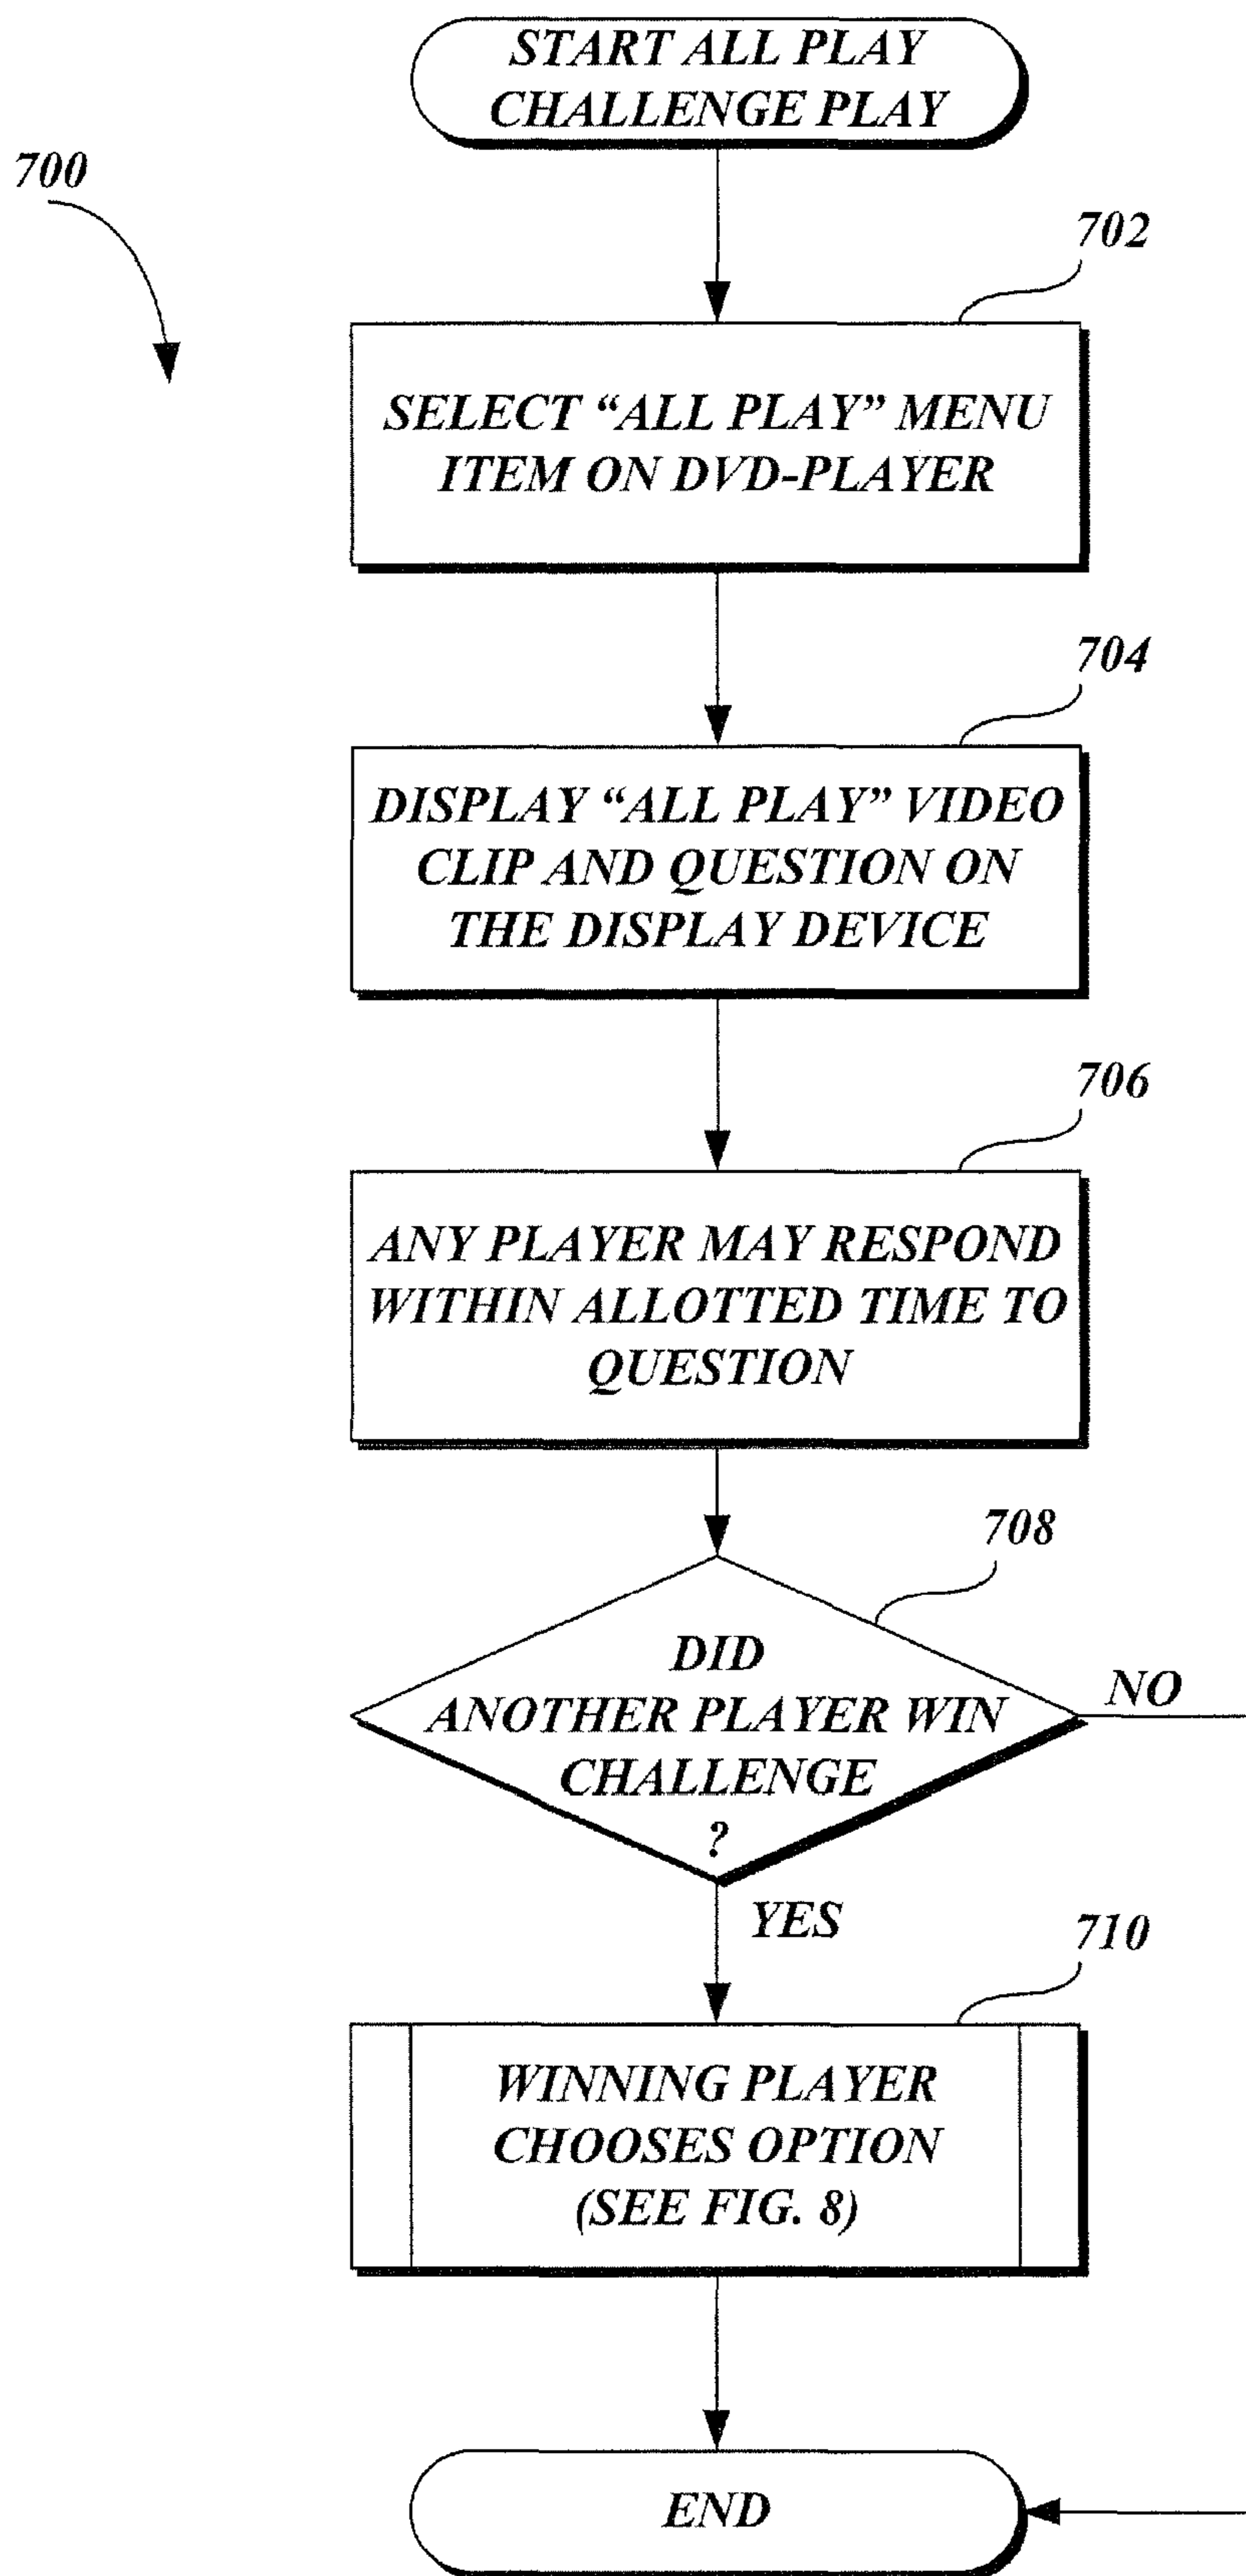 START ALL PLAY
CHALLENGE PLAY
700
702
SELECT “ALL PLAY” MENU
ITEM ON DVD-PLAYER
704
DISPLAY “ALL PLAY” VIDEO
CLIP AND QUESTION ON
THE DISPLAY DEVICE
706
ANY PLAYER MAY RESPOND
WITHIN ALLOTTED TIME TO
QUESTION
708
DID
ANOTHER PLAYER WIN
CHALLENGE
?
NO
YES
710
WINNING PLAYER
CHOOSES OPTION
(SEE FIG. 8)
END